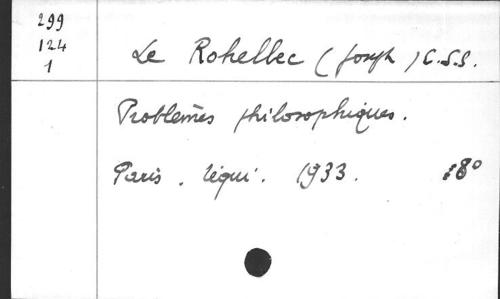 299
124
1
Le Rohellec (Joseph) C.S.S.
Problèmes philosophiques.
Paris. Téqui. 1933. 18°